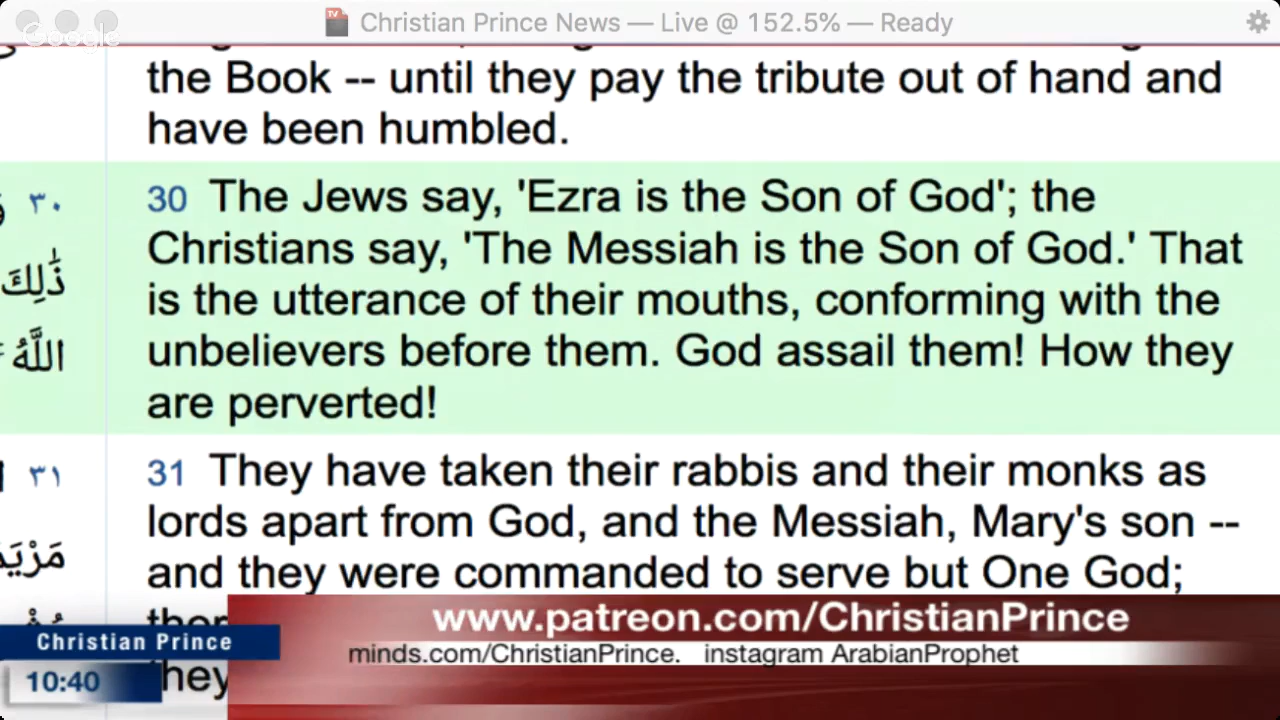 Christian Prince News — Live @ 152.5% — Ready
Google
the Book -- until they pay the tribute out of hand and
have been humbled.
30 The Jews say, 'Ezra is the Son of God'; the
Christians say, 'The Messiah is the Son of God.' That
is the utterance of their mouths, conforming with the
unbelievers before them. God assail them! How they
are perverted!
٣٠
ذَٰلِكَ
اللَّهُ
31 They have taken their rabbis and their monks as
lords apart from God, and the Messiah, Mary's son --
and they were commanded to serve but One God;
they
٣١
www.patreon.com/ChristianPrince
minds.com/ChristianPrince. instagram ArabianProphet
Christian Prince
10:40